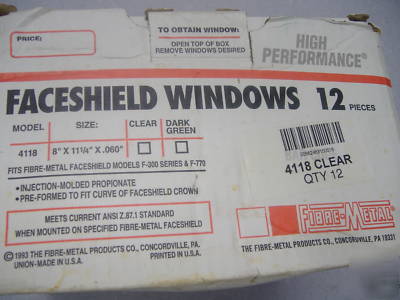 PRICE:
TO OBTAIN WINDOW:
OPEN TOP OF BOX
REMOVE WINDOWS DESIRED
HIGH
PERFORMANCE®
FACESHIELD WINDOWS 12 PIECES
MODEL SIZE: CLEAR DARK GREEN
4118 8" X 11¼" X .060"
FITS FIBRE-METAL FACESHIELD MODELS F-300 SERIES & F-770
•INJECTION-MOLDED PROPIONATE
•PRE-FORMED TO FIT CURVE OF FACESHIELD CROWN
4118 CLEAR
QTY 12
MEETS CURRENT ANSI Z.87.1 STANDARD
WHEN MOUNTED ON SPECIFIED FIBRE-METAL FACESHIELD
FIBRE-METAL®
© 1993 THE FIBRE-METAL PRODUCTS CO., CONCORDVILLE, PA.
UNION-MADE IN U.S.A. PRINTED IN U.S.A.
THE FIBRE-METAL PRODUCTS CO., CONCORDVILLE, PA 19331